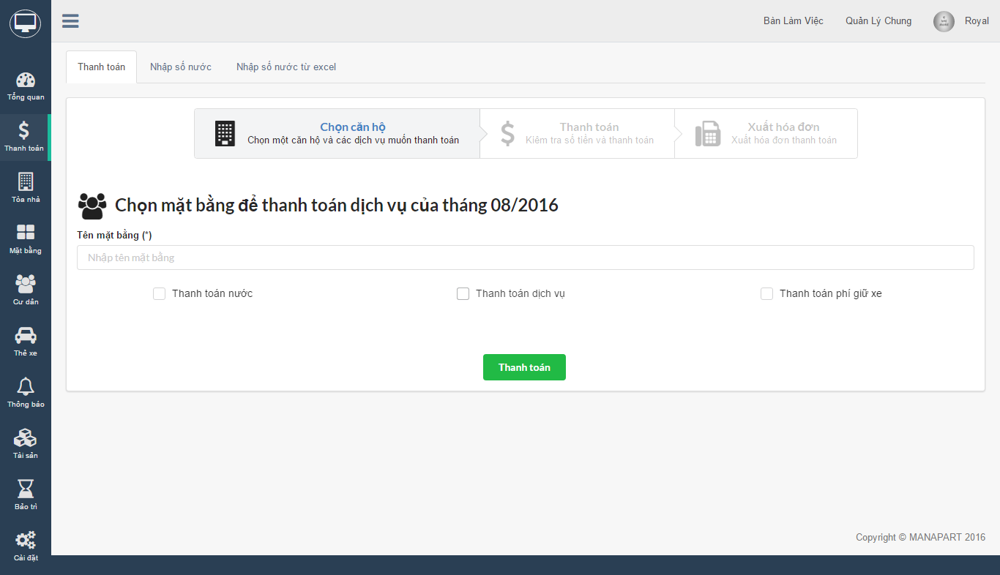 Bàn Làm Việc
Quản Lý Chung
Royal
Tổng quan
Thanh toán
Tòa nhà
Mặt bằng
Cư dân
Thẻ xe
Thông báo
Tài sản
Bảo trì
Cài đặt
Thanh toán
Nhập số nước
Nhập số nước từ excel
Chọn căn hộ
Chọn một căn hộ và các dịch vụ muốn thanh toán
Thanh toán
Kiểm tra số tiền và thanh toán
Xuất hóa đơn
Xuất hóa đơn thanh toán
Chọn mặt bằng để thanh toán dịch vụ của tháng 08/2016
Tên mặt bằng (*)
Nhập tên mặt bằng
Thanh toán nước
Thanh toán dịch vụ
Thanh toán phí giữ xe
Thanh toán
Copyright © MANAPART 2016